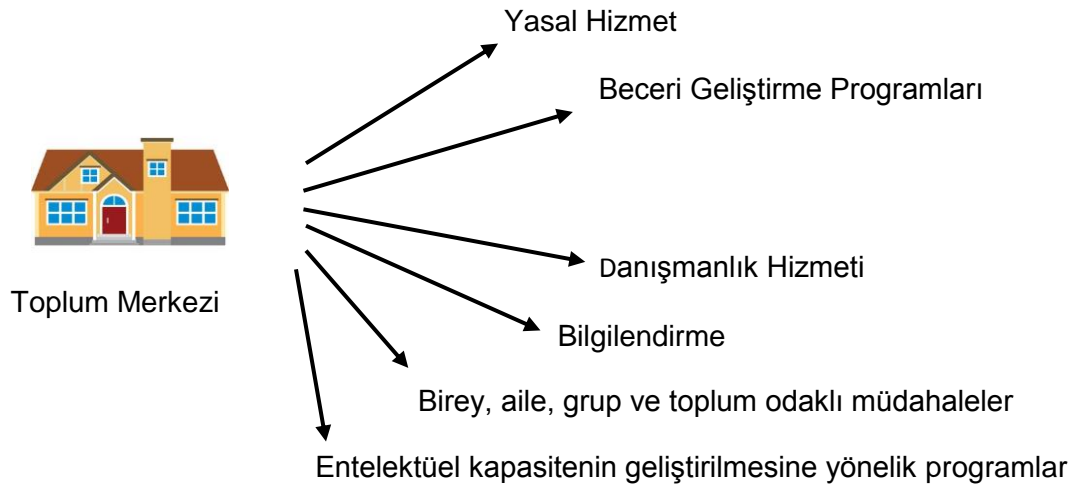 Yasal Hizmet
Beceri Geliştirme Programları
Danışmanlık Hizmeti
Toplum Merkezi
Bilgilendirme
Birey, aile, grup ve toplum odaklı müdahaleler
Entelektüel kapasitenin geliştirilmesine yönelik programlar